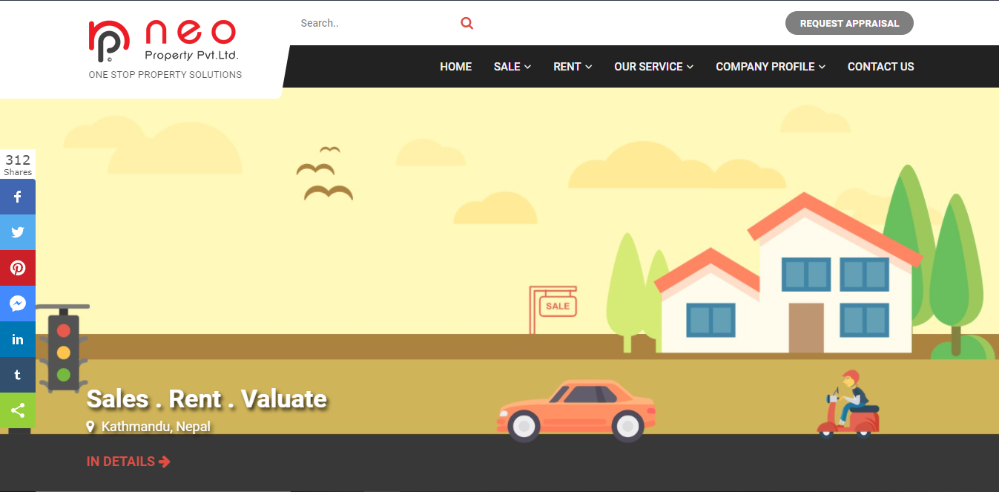 neo
Property Pvt.Ltd.
ONE STOP PROPERTY SOLUTIONS
Search..
REQUEST APPRAISAL
HOME SALE RENT OUR SERVICE COMPANY PROFILE CONTACT US
312
Shares
SALE
Sales . Rent . Valuate
Kathmandu, Nepal
IN DETAILS